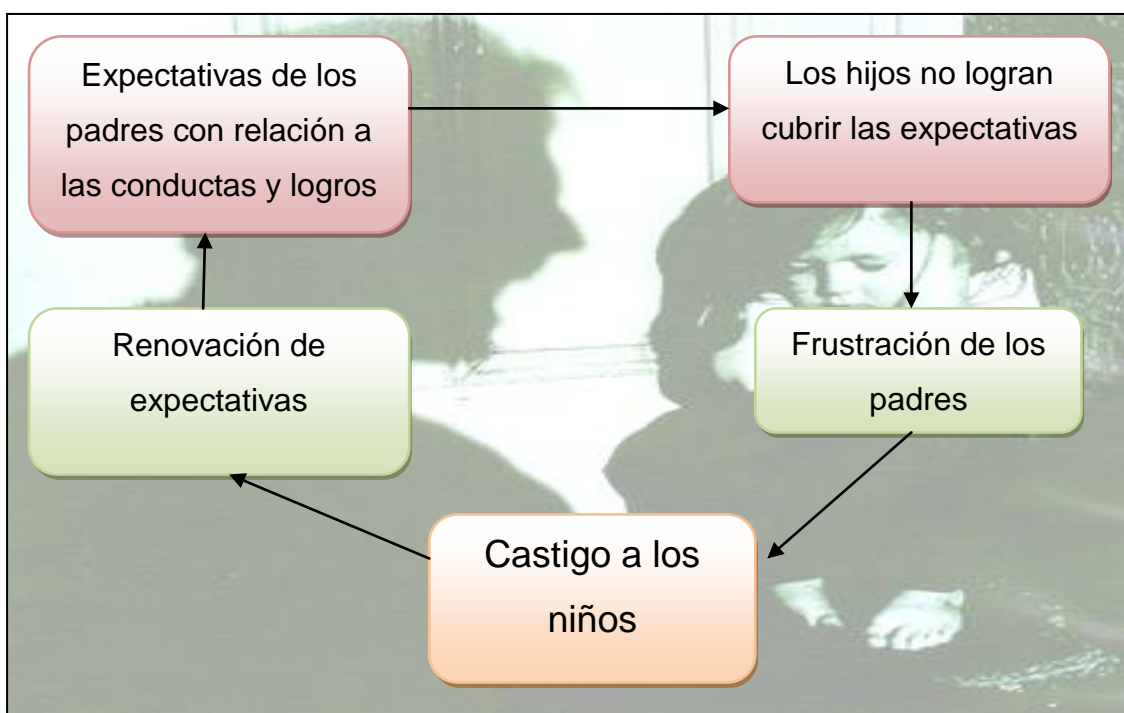 Expectativas de los
padres con relación a
las conductas y logros
Los hijos no logran
cubrir las expectativas
Frustración de los
padres
Castigo a los
niños
Renovación de
expectativas